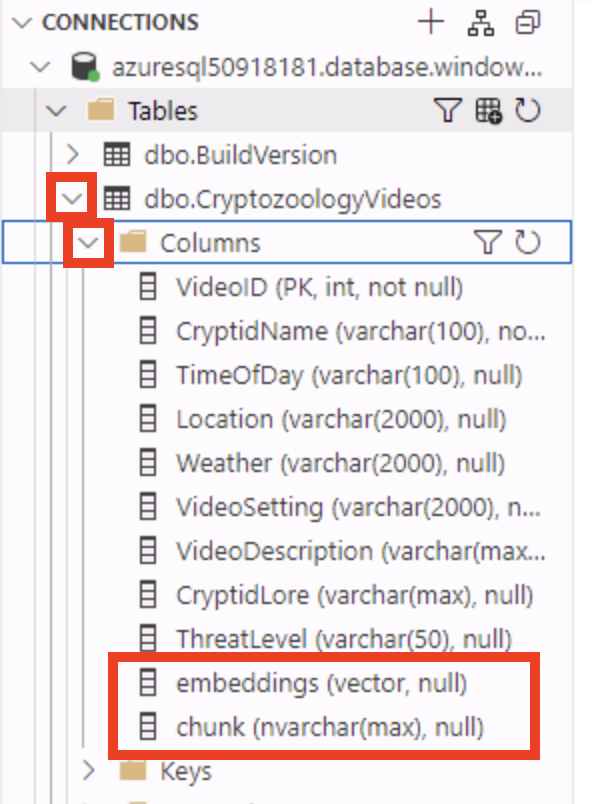 CONNECTIONS
azuresql50918181.database.window...
Tables
dbo.BuildVersion
dbo.CryptozoologyVideos
Columns
VideoID (PK, int, not null)
CryptidName (varchar(100), no...
TimeOfDay (varchar(100), null)
Location (varchar(2000), null)
Weather (varchar(2000), null)
VideoSetting (varchar(2000), n...
VideoDescription (varchar(max...
CryptidLore (varchar(max), null)
ThreatLevel (varchar(50), null)
embeddings (vector, null)
chunk (nvarchar(max), null)
Keys